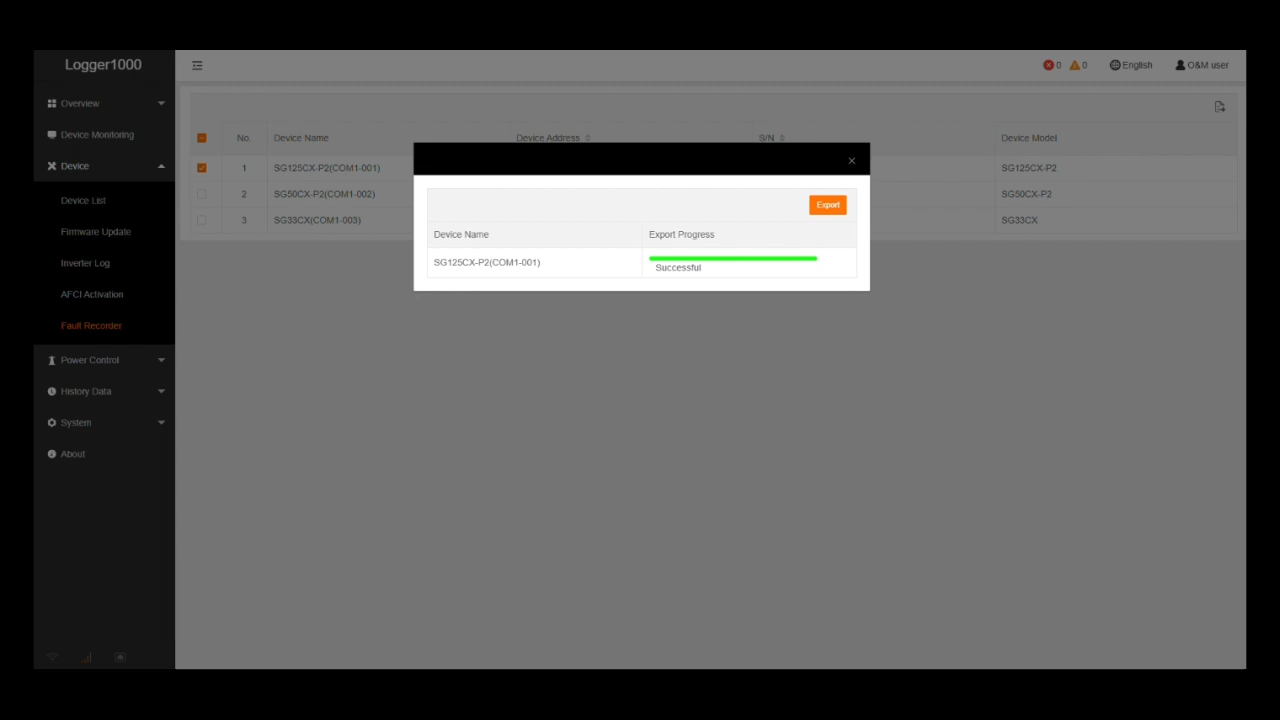 Logger1000
0 0 English O&M user
Overview
Device Monitoring
Device
Device List
Firmware Update
Inverter Log
AFCI Activation
Fault Recorder
Power Control
History Data
System
About
No. Device Name Device Address S/N Device Model
1 SG125CX-P2(COM1-001) SG125CX-P2
2 SG50CX-P2(COM1-002) SG50CX-P2
3 SG33CX(COM1-003) SG33CX
Export
Device Name Export Progress
SG125CX-P2(COM1-001) Successful